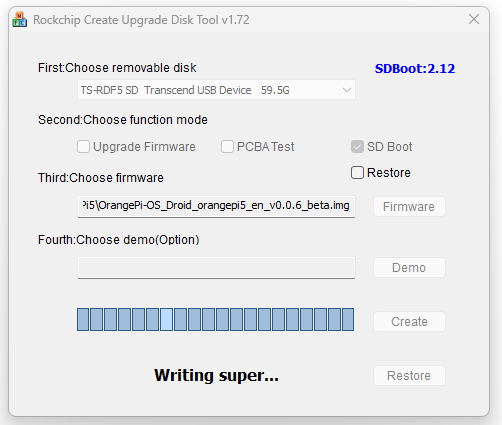 Rockchip Create Upgrade Disk Tool v1.72
First:Choose removable disk
SDBoot:2.12
TS-RDF5 SD Transcend USB Device 59.5G
Second:Choose function mode
Upgrade Firmware PCBA Test SD Boot
Restore
Third:Choose firmware
Pi5\OrangePi-OS_Droid_orangepi5_en_v0.0.6_beta.img Firmware
Fourth:Choose demo(Option)
Demo
Create
Writing super... Restore